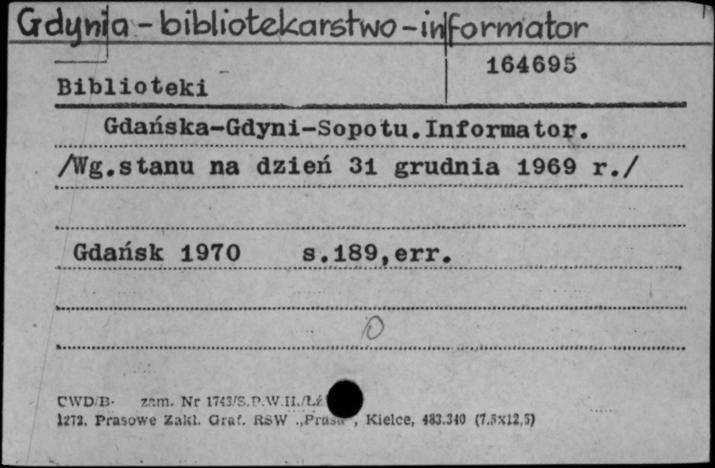 Gdynia - bibliotekarstwo - informator
164695
Biblioteki
Gdańska-Gdyni-Sopotu.Informator.
/Wg.stanu na dzień 31 grudnia 1969 r./
Gdańsk 1970 s.189,err.
O
CWD/B- zam. Nr 1743/S.P.W.H./Łź
1272. Prasowe Zakł. Graf. RSW „Prasa", Kielce, 483.340 (7,5x12,5)